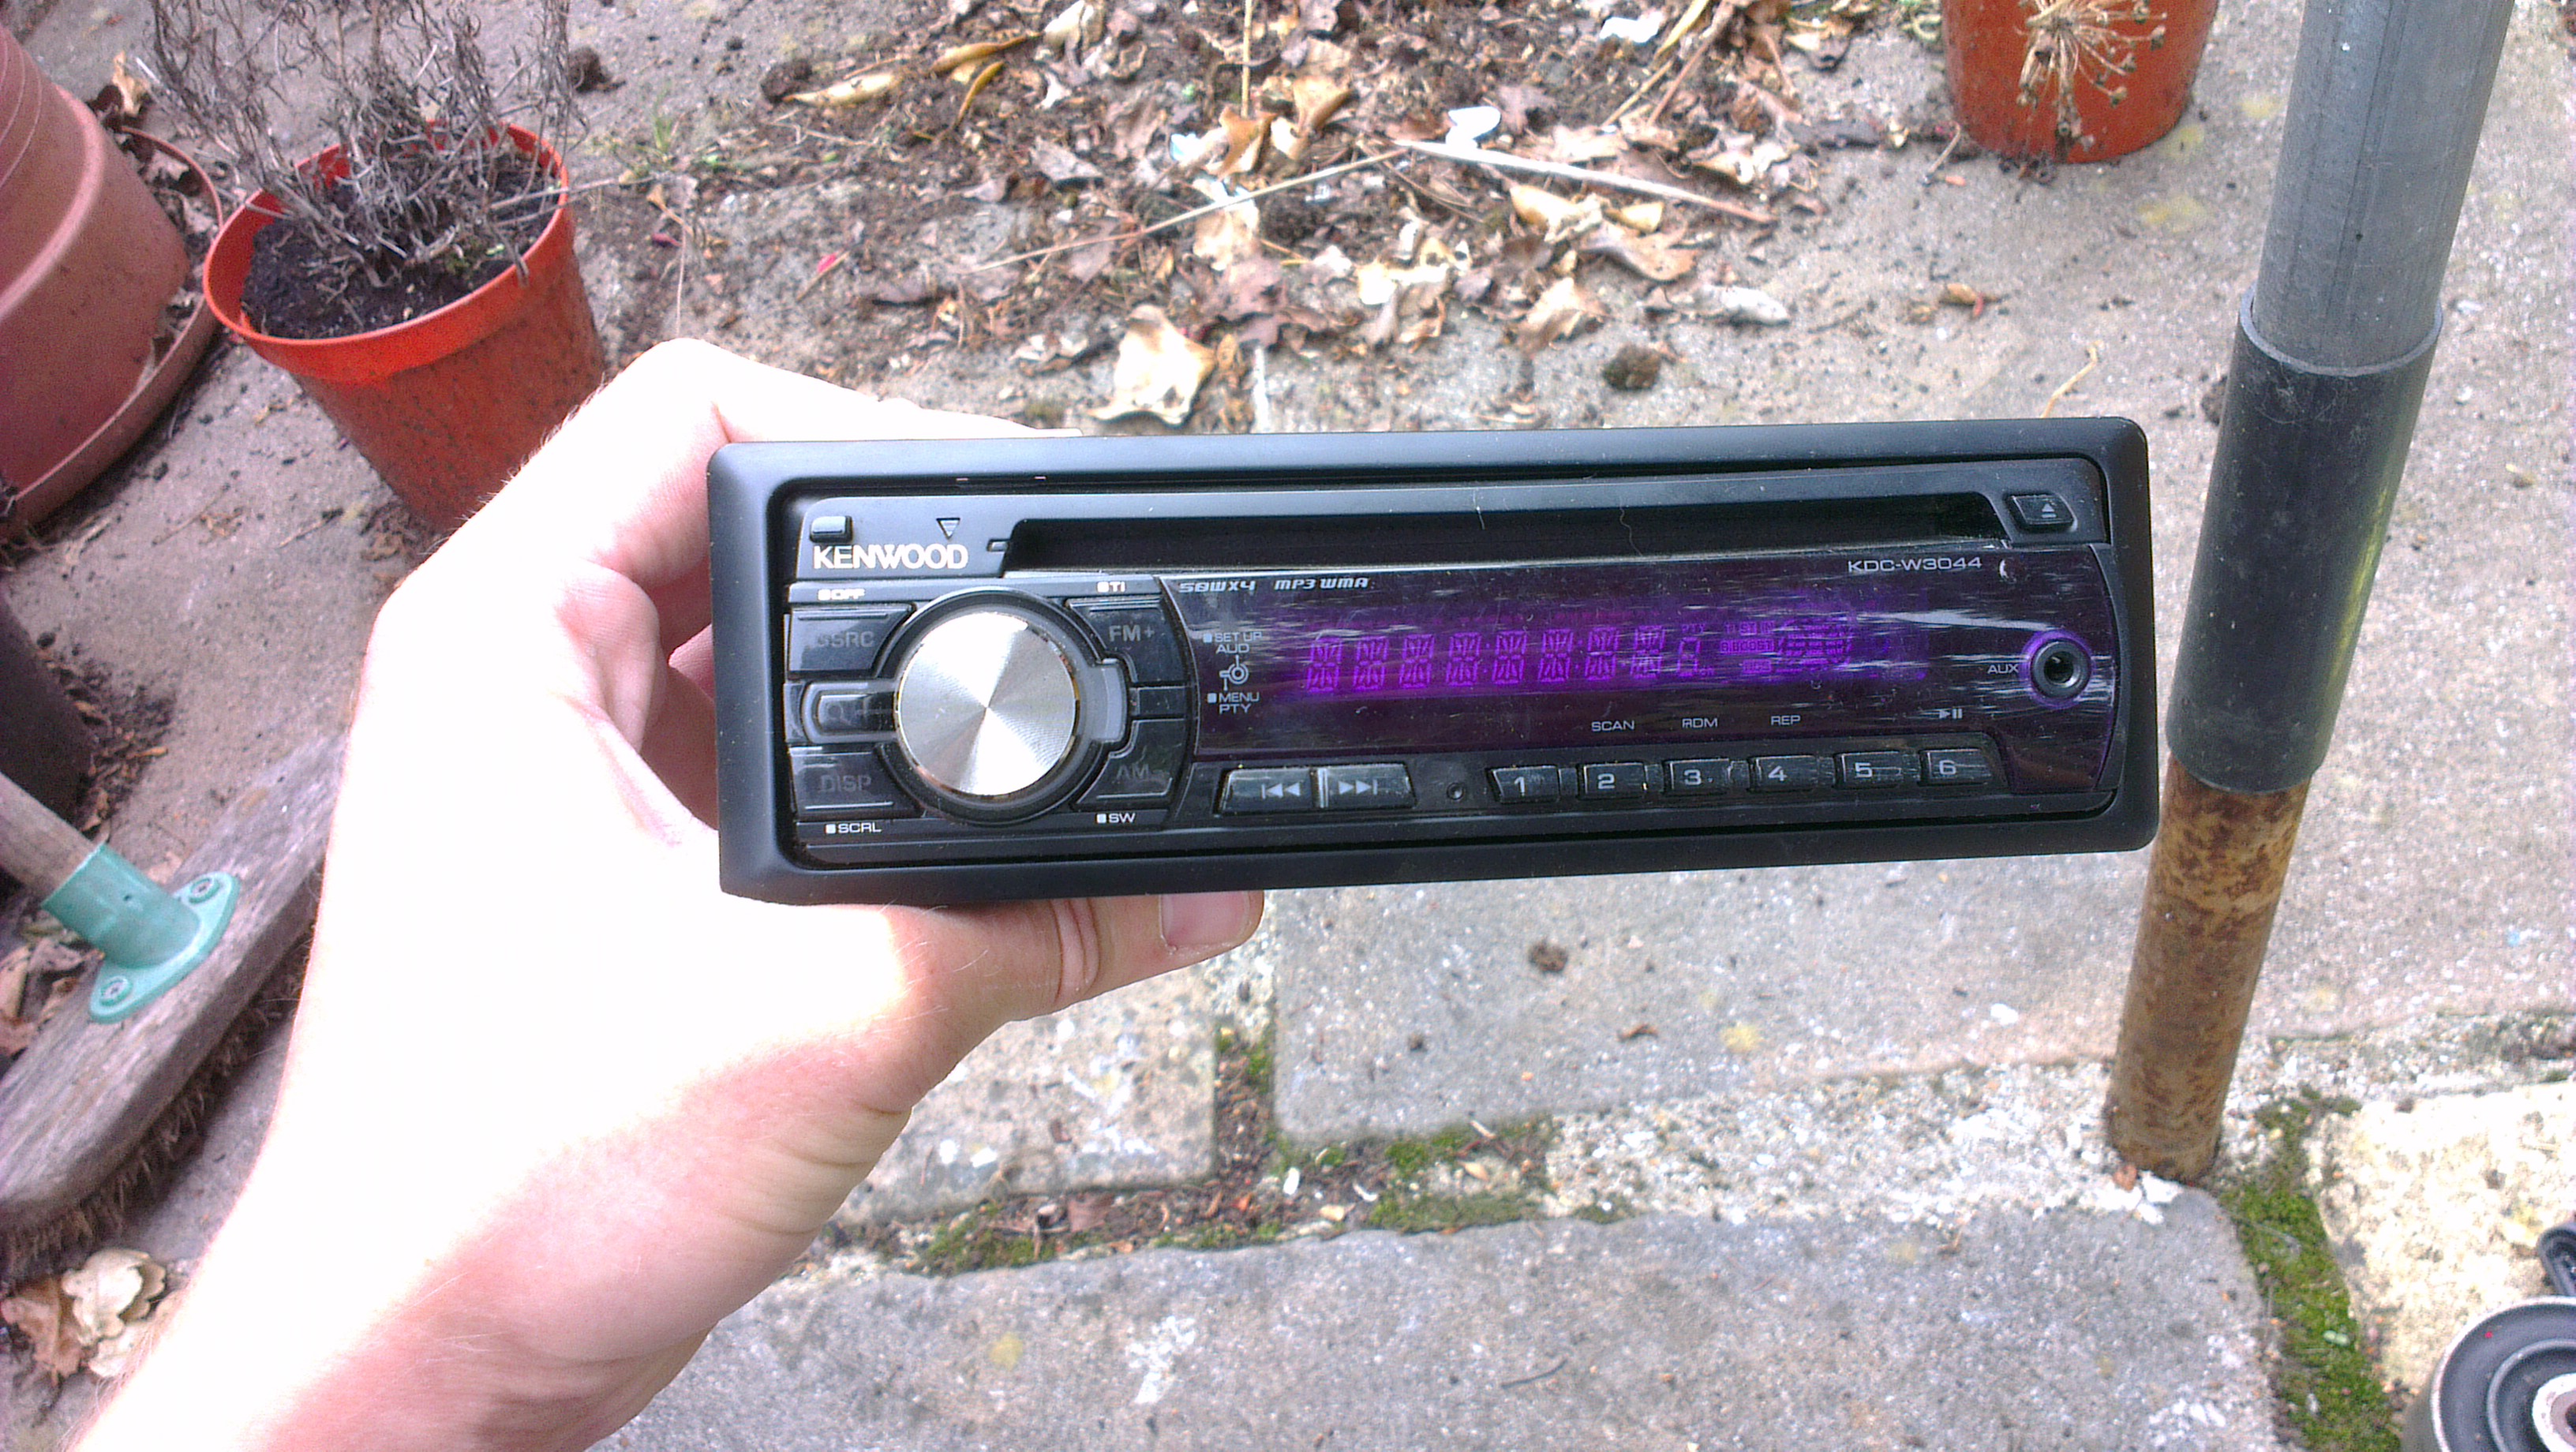 KENWOOD
KDC-W3044
50WX4 MP3 WMA
OFF
TI
SRC
FM+
SET UP
AUD
MENU
PTY
B.BOOST
AUX
SCAN RDM REP
DISP
AM
1 2 3 4 5 6
SCRL
SW